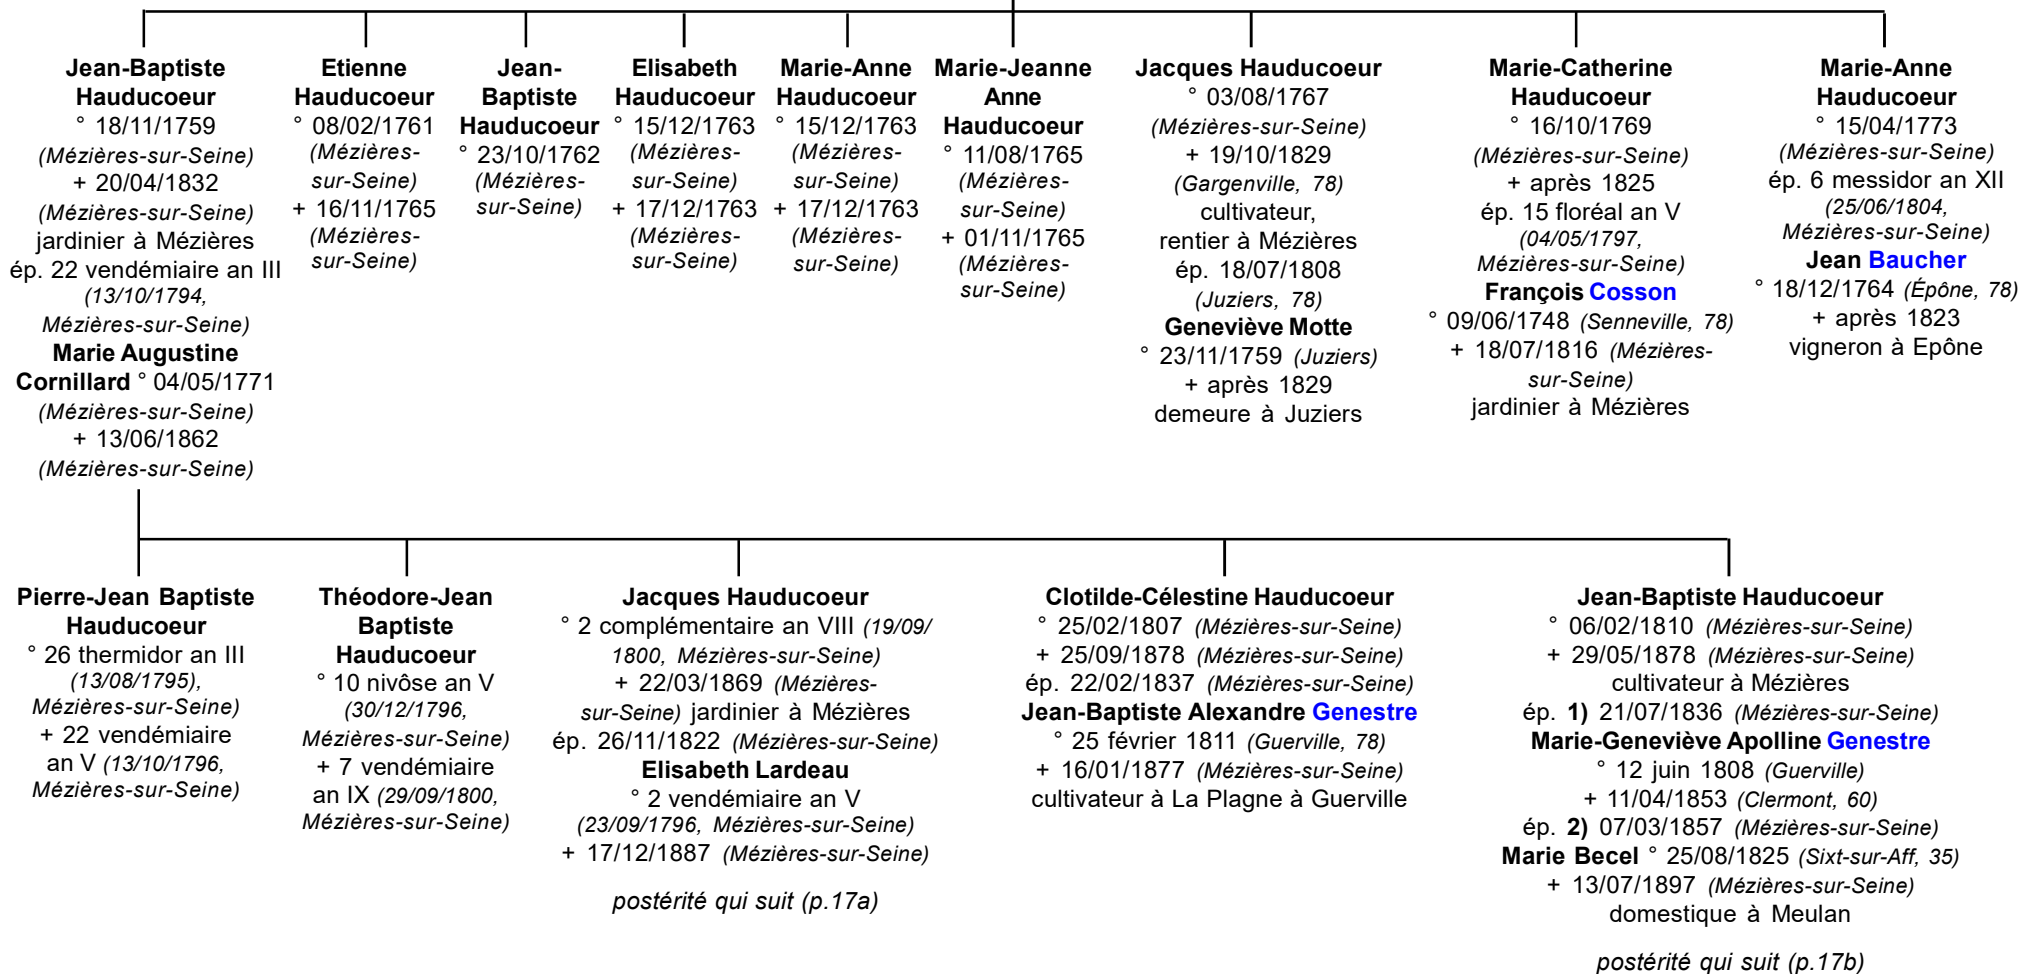 Jean-Baptiste
Hauducoeur
° 18/11/1759
(Mézières-sur-Seine)
+ 20/04/1832
(Mézières-sur-Seine)
jardinier à Mézières
ép. 22 vendémiaire an III
(13/10/1794,
Mézières-sur-Seine)
Marie Augustine
Cornillard ° 04/05/1771
(Mézières-sur-Seine)
+ 13/06/1862
(Mézières-sur-Seine)
Etienne
Hauducoeur
° 08/02/1761
(Mézières-
sur-Seine)
+ 16/11/1765
(Mézières-
sur-Seine)
Jean-
Baptiste
Hauducoeur
° 23/10/1762
(Mézières-
sur-Seine)
Elisabeth
Hauducoeur
° 15/12/1763
(Mézières-
sur-Seine)
+ 17/12/1763
(Mézières-
sur-Seine)
Marie-Anne
Hauducoeur
° 15/12/1763
(Mézières-
sur-Seine)
+ 17/12/1763
(Mézières-
sur-Seine)
Marie-Jeanne
Anne
Hauducoeur
° 11/08/1765
(Mézières-
sur-Seine)
+ 01/11/1765
(Mézières-
sur-Seine)
Jacques Hauducoeur
° 03/08/1767
(Mézières-sur-Seine)
+ 19/10/1829
(Gargenville, 78)
cultivateur,
rentier à Mézières
ép. 18/07/1808
(Juziers, 78)
Geneviève Motte
° 23/11/1759 (Juziers)
+ après 1829
demeure à Juziers
Marie-Catherine
Hauducoeur
° 16/10/1769
(Mézières-sur-Seine)
+ après 1825
ép. 15 floréal an V
(04/05/1797,
Mézières-sur-Seine)
François Cosson
° 09/06/1748 (Senneville, 78)
+ 18/07/1816 (Mézières-
sur-Seine)
jardinier à Mézières
Marie-Anne
Hauducoeur
° 15/04/1773
(Mézières-sur-Seine)
ép. 6 messidor an XII
(25/06/1804,
Mézières-sur-Seine)
Jean Baucher
° 18/12/1764 (Épône, 78)
+ après 1823
vigneron à Epône
Pierre-Jean Baptiste
Hauducoeur
° 26 thermidor an III
(13/08/1795),
Mézières-sur-Seine)
+ 22 vendémiaire
an V (13/10/1796,
Mézières-sur-Seine)
Théodore-Jean
Baptiste
Hauducoeur
° 10 nivôse an V
(30/12/1796,
Mézières-sur-Seine)
+ 7 vendémiaire
an IX (29/09/1800,
Mézières-sur-Seine)
Jacques Hauducoeur
° 2 complémentaire an VIII (19/09/
1800, Mézières-sur-Seine)
+ 22/03/1869 (Mézières-
sur-Seine) jardinier à Mézières
ép. 26/11/1822 (Mézières-sur-Seine)
Elisabeth Lardeau
° 2 vendémiaire an V
(23/09/1796, Mézières-sur-Seine)
+ 17/12/1887 (Mézières-sur-Seine)
postérité qui suit (p.17a)
Clotilde-Célestine Hauducoeur
° 25/02/1807 (Mézières-sur-Seine)
+ 25/09/1878 (Mézières-sur-Seine)
ép. 22/02/1837 (Mézières-sur-Seine)
Jean-Baptiste Alexandre Genestre
° 25 février 1811 (Guerville, 78)
+ 16/01/1877 (Mézières-sur-Seine)
cultivateur à La Plagne à Guerville
Jean-Baptiste Hauducoeur
° 06/02/1810 (Mézières-sur-Seine)
+ 29/05/1878 (Mézières-sur-Seine)
cultivateur à Mézières
ép. 1) 21/07/1836 (Mézières-sur-Seine)
Marie-Geneviève Apolline Genestre
° 12 juin 1808 (Guerville)
+ 11/04/1853 (Clermont, 60)
ép. 2) 07/03/1857 (Mézières-sur-Seine)
Marie Becel ° 25/08/1825 (Sixt-sur-Aff, 35)
+ 13/07/1897 (Mézières-sur-Seine)
domestique à Meulan
postérité qui suit (p.17b)